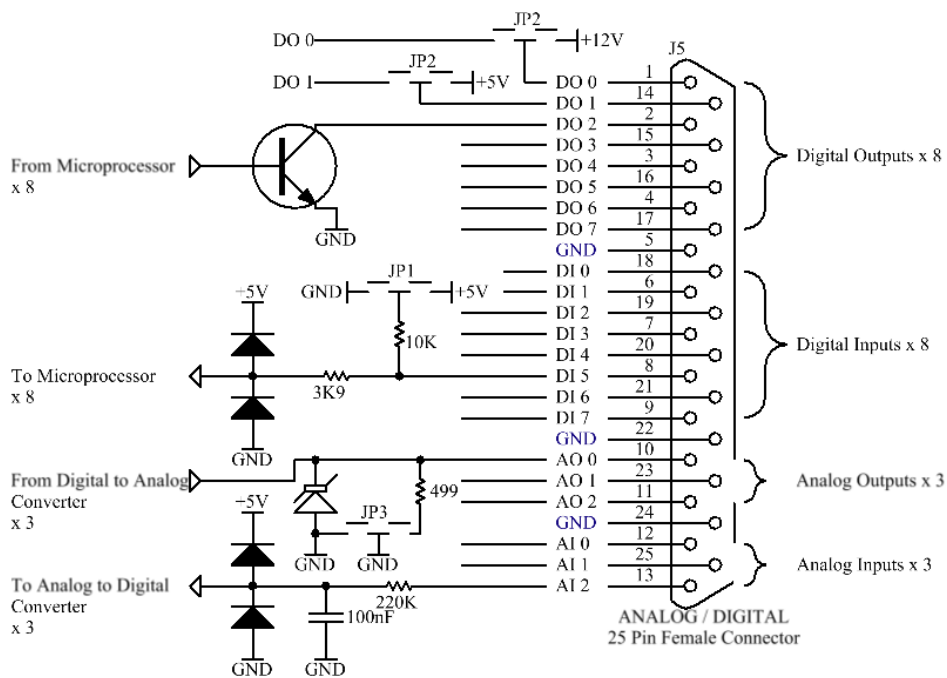 JP2
DO 0
+12V
J5
JP2
DO 1
+5V
DO 0 1
DO 1 14
DO 2 2
DO 3 15
DO 4 3
DO 5 16
DO 6 4
DO 7 17
GND 5
DI 0 18
DI 1 6
DI 2 19
DI 3 7
DI 4 20
DI 5 8
DI 6 21
DI 7 9
GND 22
AO 0 10
AO 1 23
AO 2 11
GND 24
AI 0 12
AI 1 25
AI 2 13
Digital Outputs x 8
Digital Inputs x 8
Analog Outputs x 3
Analog Inputs x 3
ANALOG / DIGITAL
25 Pin Female Connector
From Microprocessor
x 8
GND
JP1
GND
+5V
10K
+5V
To Microprocessor
x 8
3K9
GND
From Digital to Analog
Converter
x 3
499
JP3
GND
GND
+5V
To Analog to Digital
Converter
x 3
220K
100nF
GND
GND